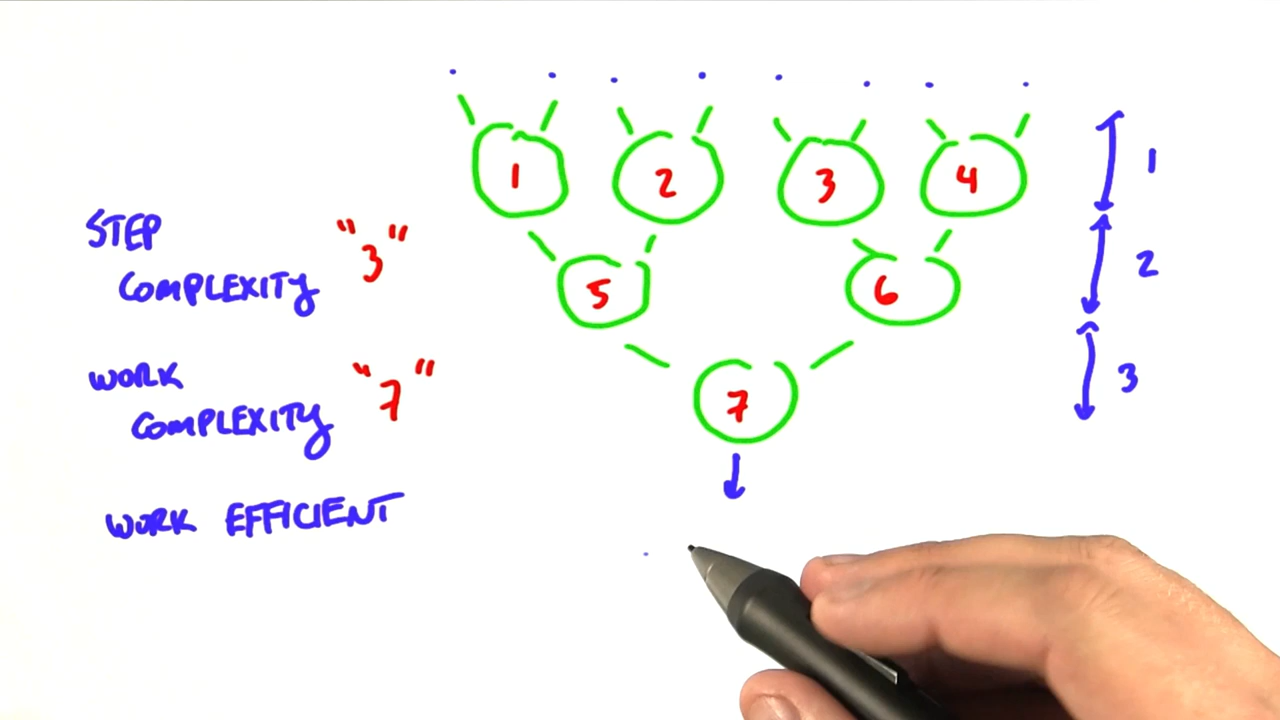 1 2 3 4 1
STEP
COMPLEXITY "3"
5 6 2
WORK
COMPLEXITY "7"
7 3
WORK EFFICIENT